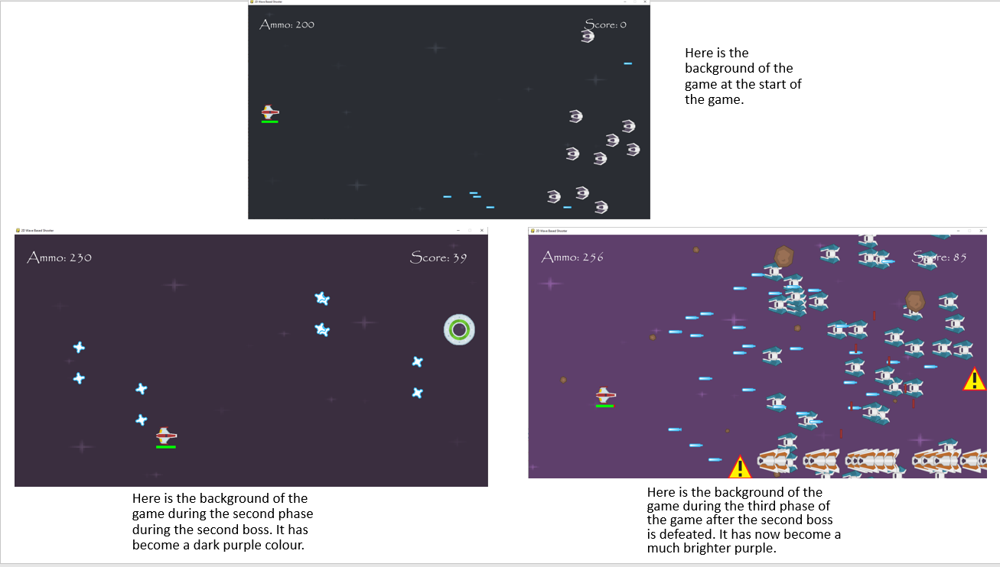 2D Wave Based Shooter
Ammo: 200
Score: 0
Here is the
background of the
game at the start of
the game.
2D Wave Based Shooter
Ammo: 230
Score: 39
2D Wave Based Shooter
Ammo: 256
Score: 85
Here is the background of the
game during the second phase
during the second boss. It has
become a dark purple colour.
Here is the background of the
game during the third phase of
the game after the second boss
is defeated. It has now become a
much brighter purple.